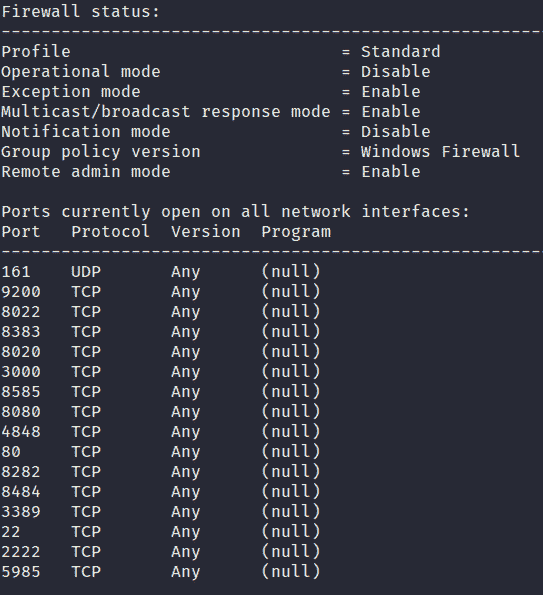 Firewall status:
-------------------------------------------------------
Profile                           = Standard
Operational mode                  = Disable
Exception mode                    = Enable
Multicast/broadcast response mode = Enable
Notification mode                 = Disable
Group policy version              = Windows Firewall
Remote admin mode                 = Enable

Ports currently open on all network interfaces:
Port   Protocol  Version  Program
-------------------------------------------------------
161    UDP       Any      (null)
9200   TCP       Any      (null)
8022   TCP       Any      (null)
8383   TCP       Any      (null)
8020   TCP       Any      (null)
3000   TCP       Any      (null)
8585   TCP       Any      (null)
8080   TCP       Any      (null)
4848   TCP       Any      (null)
80     TCP       Any      (null)
8282   TCP       Any      (null)
8484   TCP       Any      (null)
3389   TCP       Any      (null)
22     TCP       Any      (null)
2222   TCP       Any      (null)
5985   TCP       Any      (null)